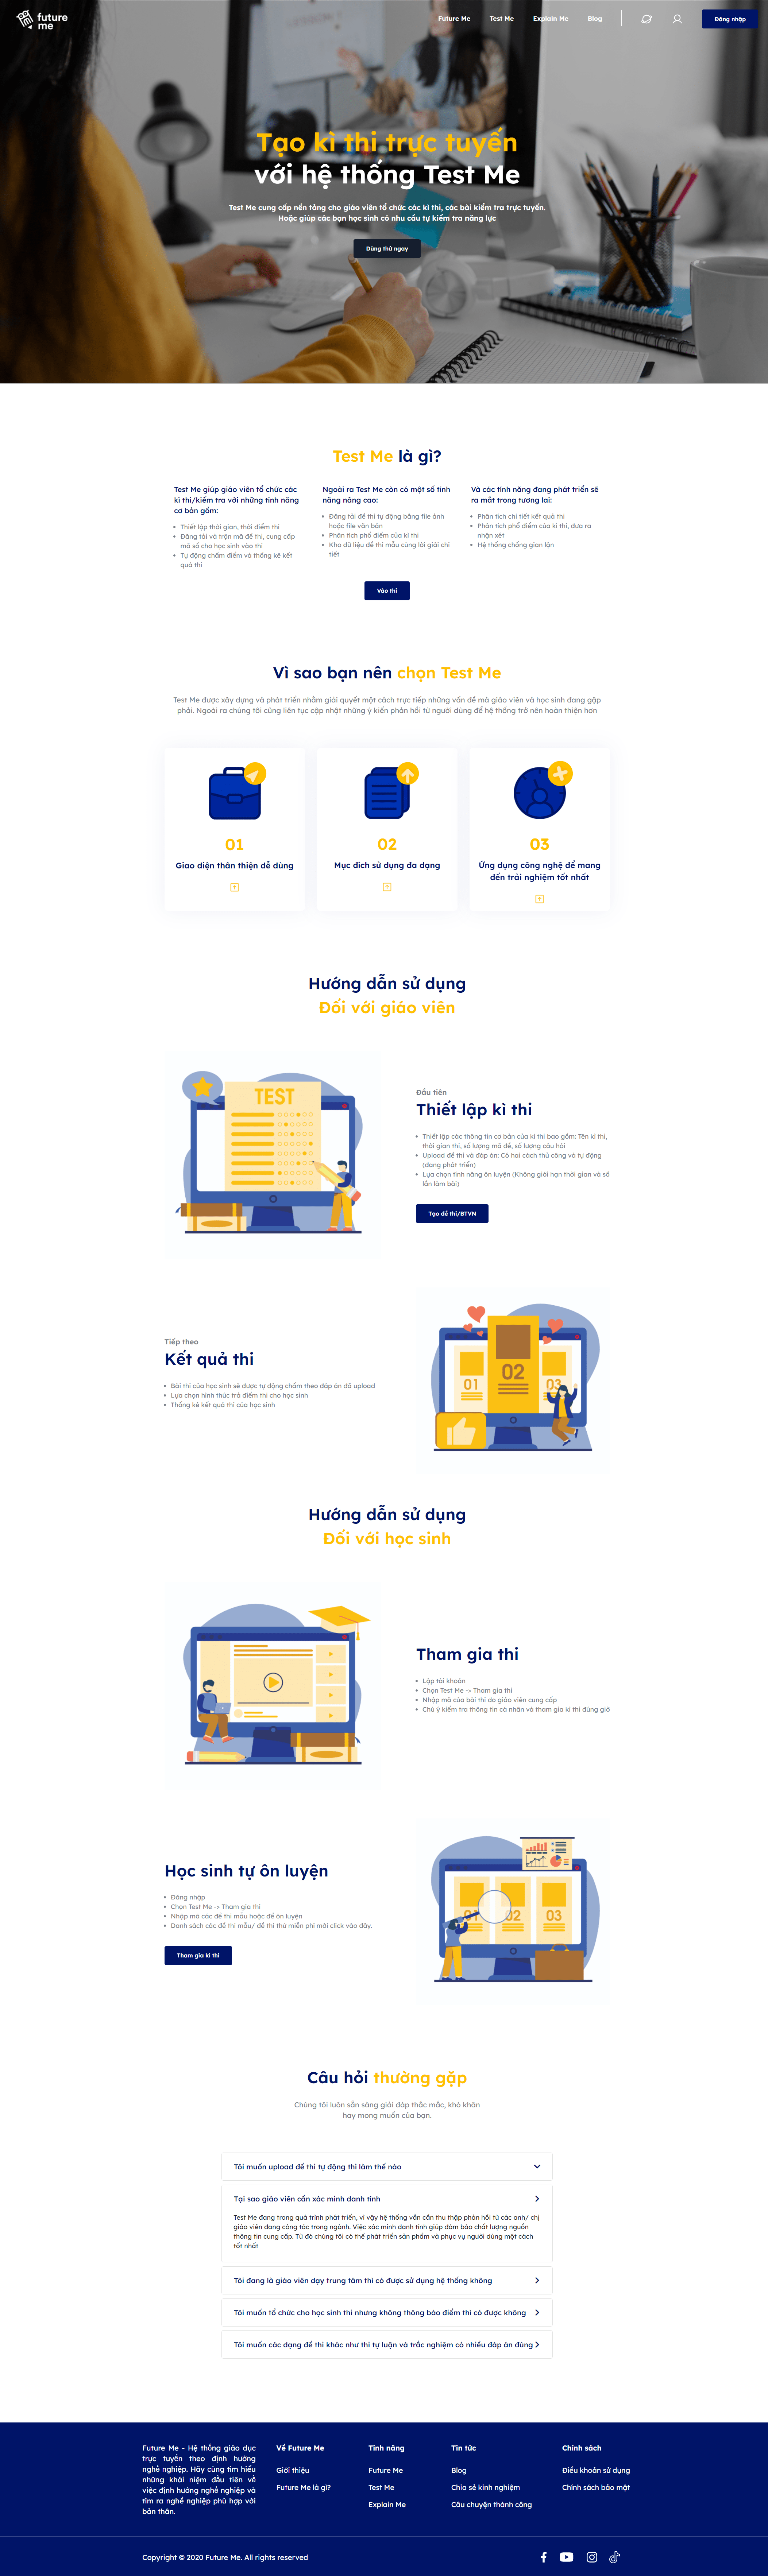 future
me
Future Me
Test Me
Explain Me
Blog
Đăng nhập
Tạo kì thi trực tuyến
với hệ thống Test Me
Test Me cung cấp nền tảng cho giáo viên tổ chức các kì thi, các bài kiểm tra trực tuyến.
Hoặc giúp các bạn học sinh có nhu cầu tự kiểm tra năng lực
Dùng thử ngay
Test Me là gì?
Test Me giúp giáo viên tổ chức các
kì thi/kiểm tra với những tính năng
cơ bản gồm:
Thiết lập thời gian, thời điểm thi
Đăng tải và trộn mã đề thi, cung cấp
mã số cho học sinh vào thi
Tự động chấm điểm và thống kê kết
quả thi
Ngoài ra Test Me còn có một số tính
năng nâng cao:
Đăng tải đề thi tự động bằng file ảnh
hoặc file văn bản
Phân tích phổ điểm của kì thi
Kho dữ liệu đề thi mẫu cùng lời giải chi
tiết
Và các tính năng đang phát triển sẽ
ra mắt trong tương lai:
Phân tích chi tiết kết quả thi
Phân tích phổ điểm của kì thi, đưa ra
nhận xét
Hệ thống chống gian lận
Vào thi
Vì sao bạn nên chọn Test Me
Test Me được xây dựng và phát triển nhằm giải quyết một cách trực tiếp những vấn đề mà giáo viên và học sinh đang gặp
phải. Ngoài ra chúng tôi cũng liên tục cập nhật những ý kiến phản hồi từ người dùng để hệ thống trở nên hoàn thiện hơn
01
Giao diện thân thiện dễ dùng
02
Mục đích sử dụng đa dạng
03
Ứng dụng công nghệ để mang
đến trải nghiệm tốt nhất
Hướng dẫn sử dụng
Đối với giáo viên
TEST
Đầu tiên
Thiết lập kì thi
Thiết lập các thông tin cơ bản của kì thi bao gồm: Tên kì thi,
thời gian thi, số lượng mã đề, số lượng câu hỏi
Upload đề thi và đáp án: Có hai cách thủ công và tự động
(đang phát triển)
Lựa chọn tính năng ôn luyện (Không giới hạn thời gian và số
lần làm bài)
Tạo đề thi/BTVN
Tiếp theo
Kết quả thi
Bài thi của học sinh sẽ được tự động chấm theo đáp án đã upload
Lựa chọn hình thức trả điểm thi cho học sinh
Thống kê kết quả thi của học sinh
01
02
03
Hướng dẫn sử dụng
Đối với học sinh
Tham gia thi
Lập tài khoản
Chọn Test Me -> Tham gia thi
Nhập mã của bài thi do giáo viên cung cấp
Chú ý kiểm tra thông tin cá nhân và tham gia kì thi đúng giờ
Học sinh tự ôn luyện
Đăng nhập
Chọn Test Me -> Tham gia thi
Nhập mã các đề thi mẫu hoặc đề ôn luyện
Danh sách các đề thi mẫu/ đề thi thử miễn phí mời click vào đây.
Tham gia kì thi
01
02
03
Câu hỏi thường gặp
Chúng tôi luôn sẵn sàng giải đáp thắc mắc, khó khăn
hay mong muốn của bạn.
Tôi muốn upload đề thi tự động thì làm thế nào
Tại sao giáo viên cần xác minh danh tính
Test Me đang trong quá trình phát triển, vì vậy hệ thống vẫn cần thu thập phản hồi từ các anh/ chị
giáo viên đang công tác trong ngành. Việc xác minh danh tính giúp đảm bảo chất lượng nguồn
thông tin cung cấp. Từ đó chúng tôi có thể phát triển sản phẩm và phục vụ người dùng một cách
tốt nhất
Tôi đang là giáo viên dạy trung tâm thì có được sử dụng hệ thống không
Tôi muốn tổ chức cho học sinh thi nhưng không thông báo điểm thì có được không
Tôi muốn các dạng đề thi khác như thi tự luận và trắc nghiệm có nhiều đáp án đúng
Future Me - Hệ thống giáo dục
trực tuyến theo định hướng
nghề nghiệp. Hãy cùng tìm hiểu
những khái niệm đầu tiên về
việc định hướng nghề nghiệp và
tìm ra nghề nghiệp phù hợp với
bản thân.
Về Future Me
Giới thiệu
Future Me là gì?
Tính năng
Future Me
Test Me
Explain Me
Tin tức
Blog
Chia sẻ kinh nghiệm
Câu chuyện thành công
Chính sách
Điều khoản sử dụng
Chính sách bảo mật
Copyright © 2020 Future Me. All rights reserved